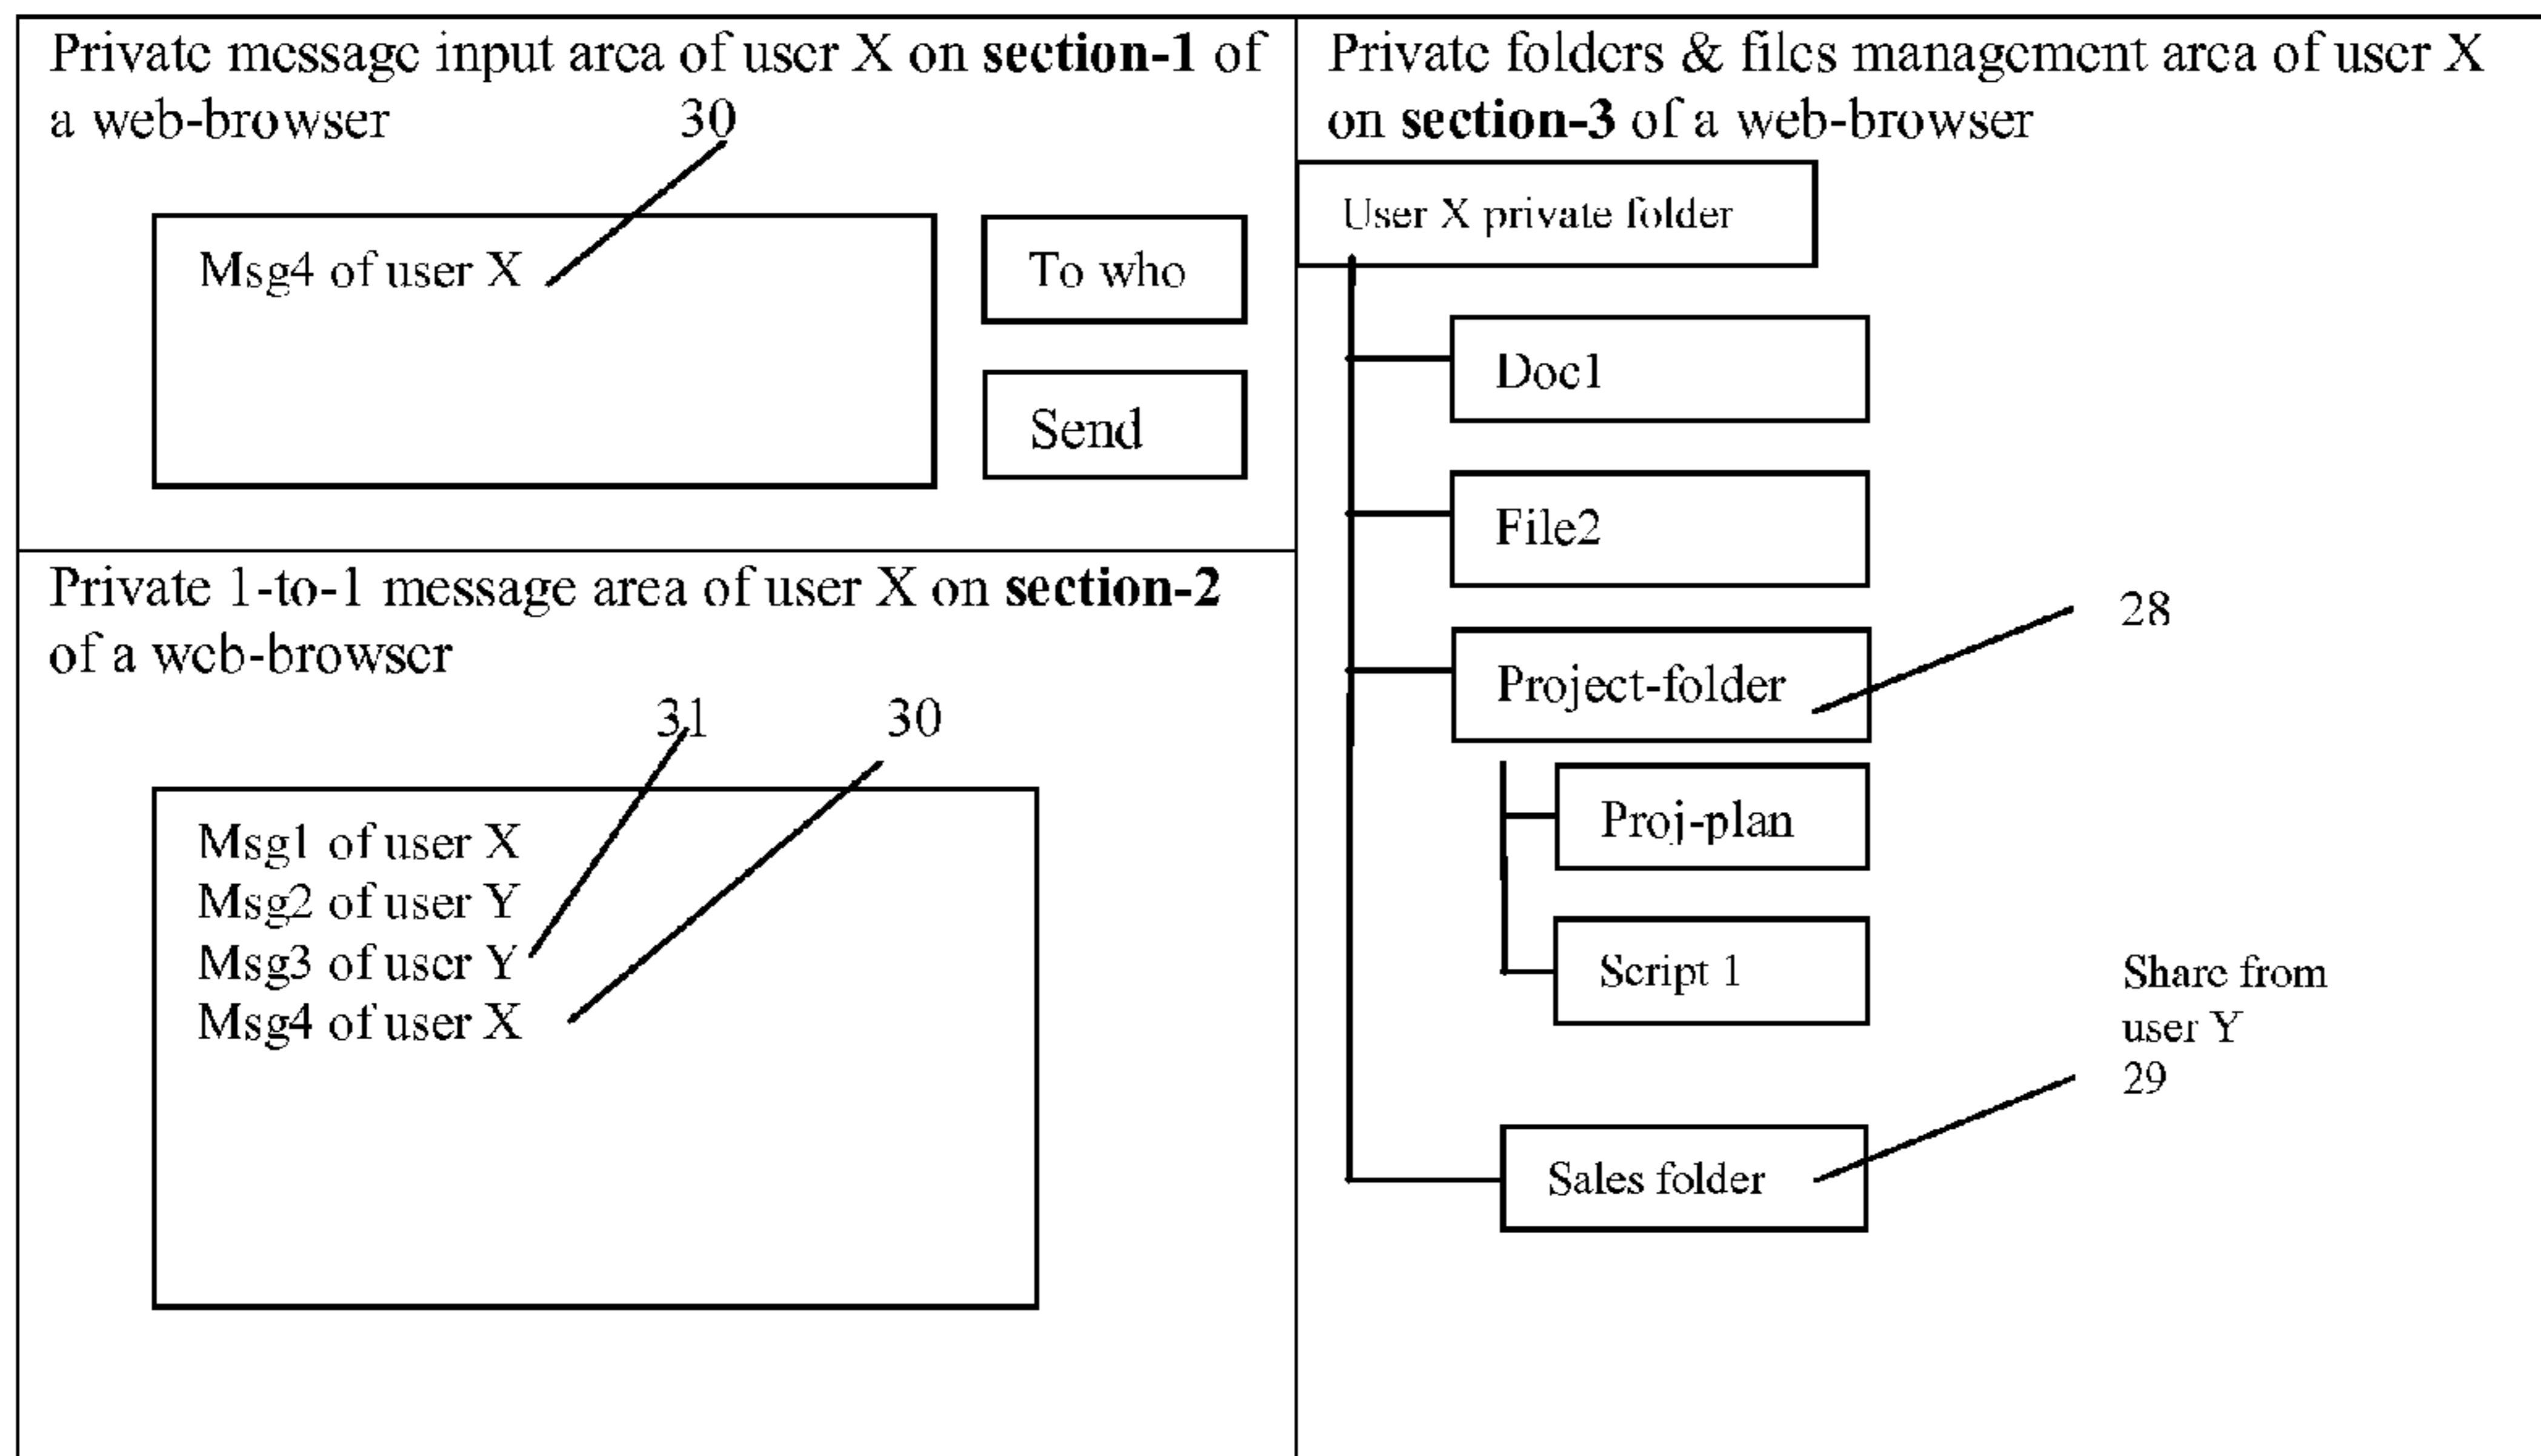 Private message input area of user X on section-1 of
a web-browser
30
Msg4 of user X
To who
Send
Private 1-to-1 message area of user X on section-2
of a web-browser
31
30
Msg1 of user X
Msg2 of user Y
Msg3 of user Y
Msg4 of user X
Private folders & files management area of user X
on section-3 of a web-browser
User X private folder
Doc1
File2
28
Project-folder
Proj-plan
Script 1
Share from
user Y
29
Sales folder